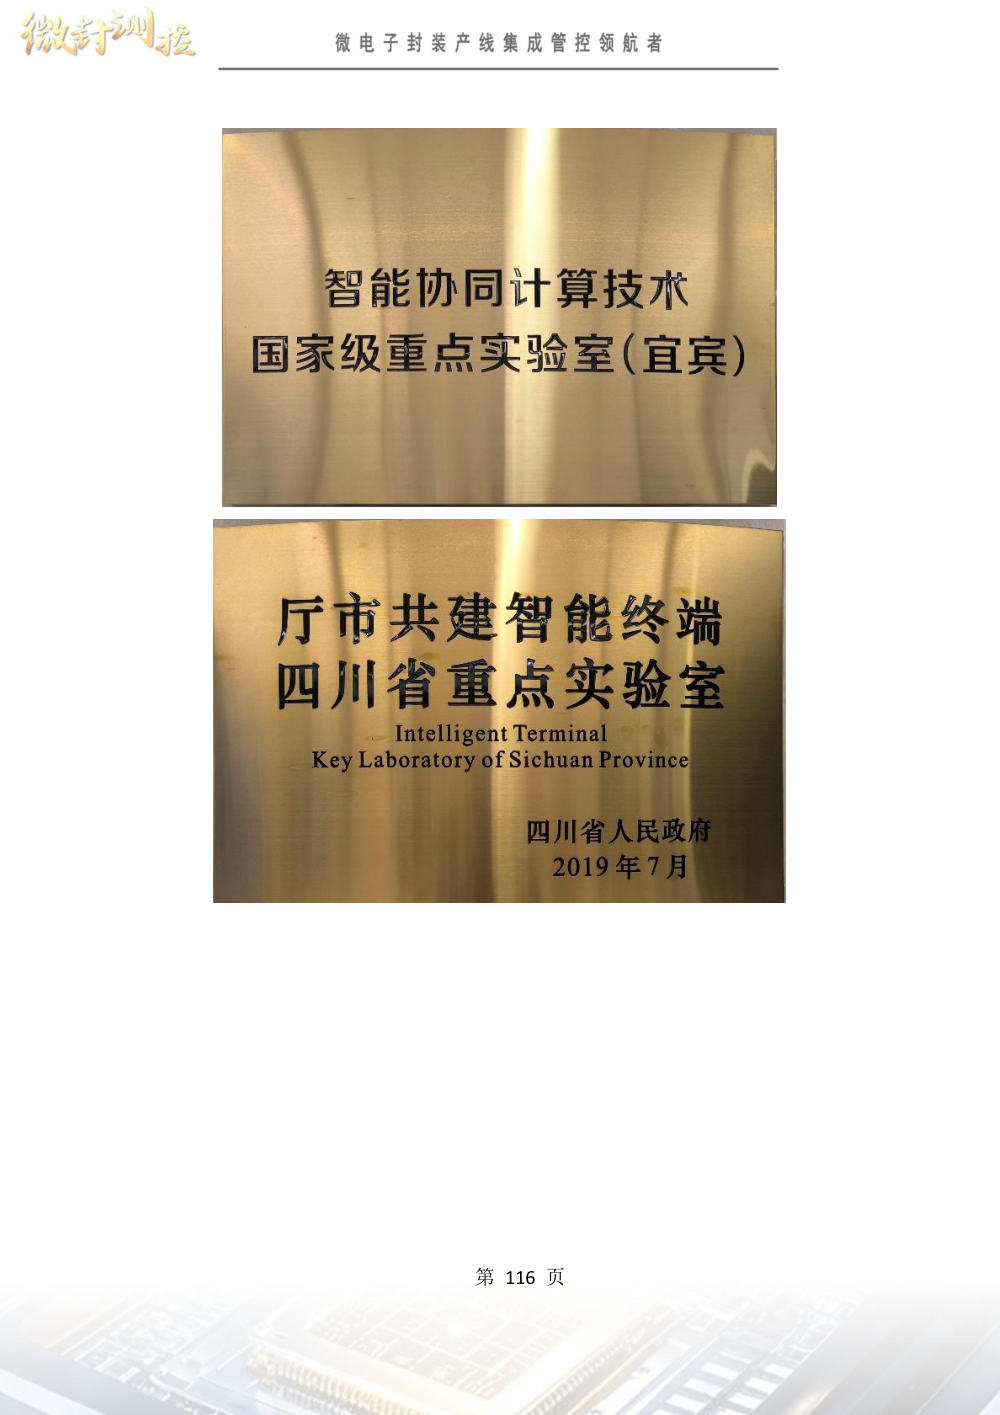 微封测控
微电子封装产线集成管控领航者
智能协同计算技术
国家级重点实验室(宜宾)
厅市共建智能终端
四川省重点实验室
Intelligent Terminal
Key Laboratory of Sichuan Province
四川省人民政府
2019年7月
第 116 页